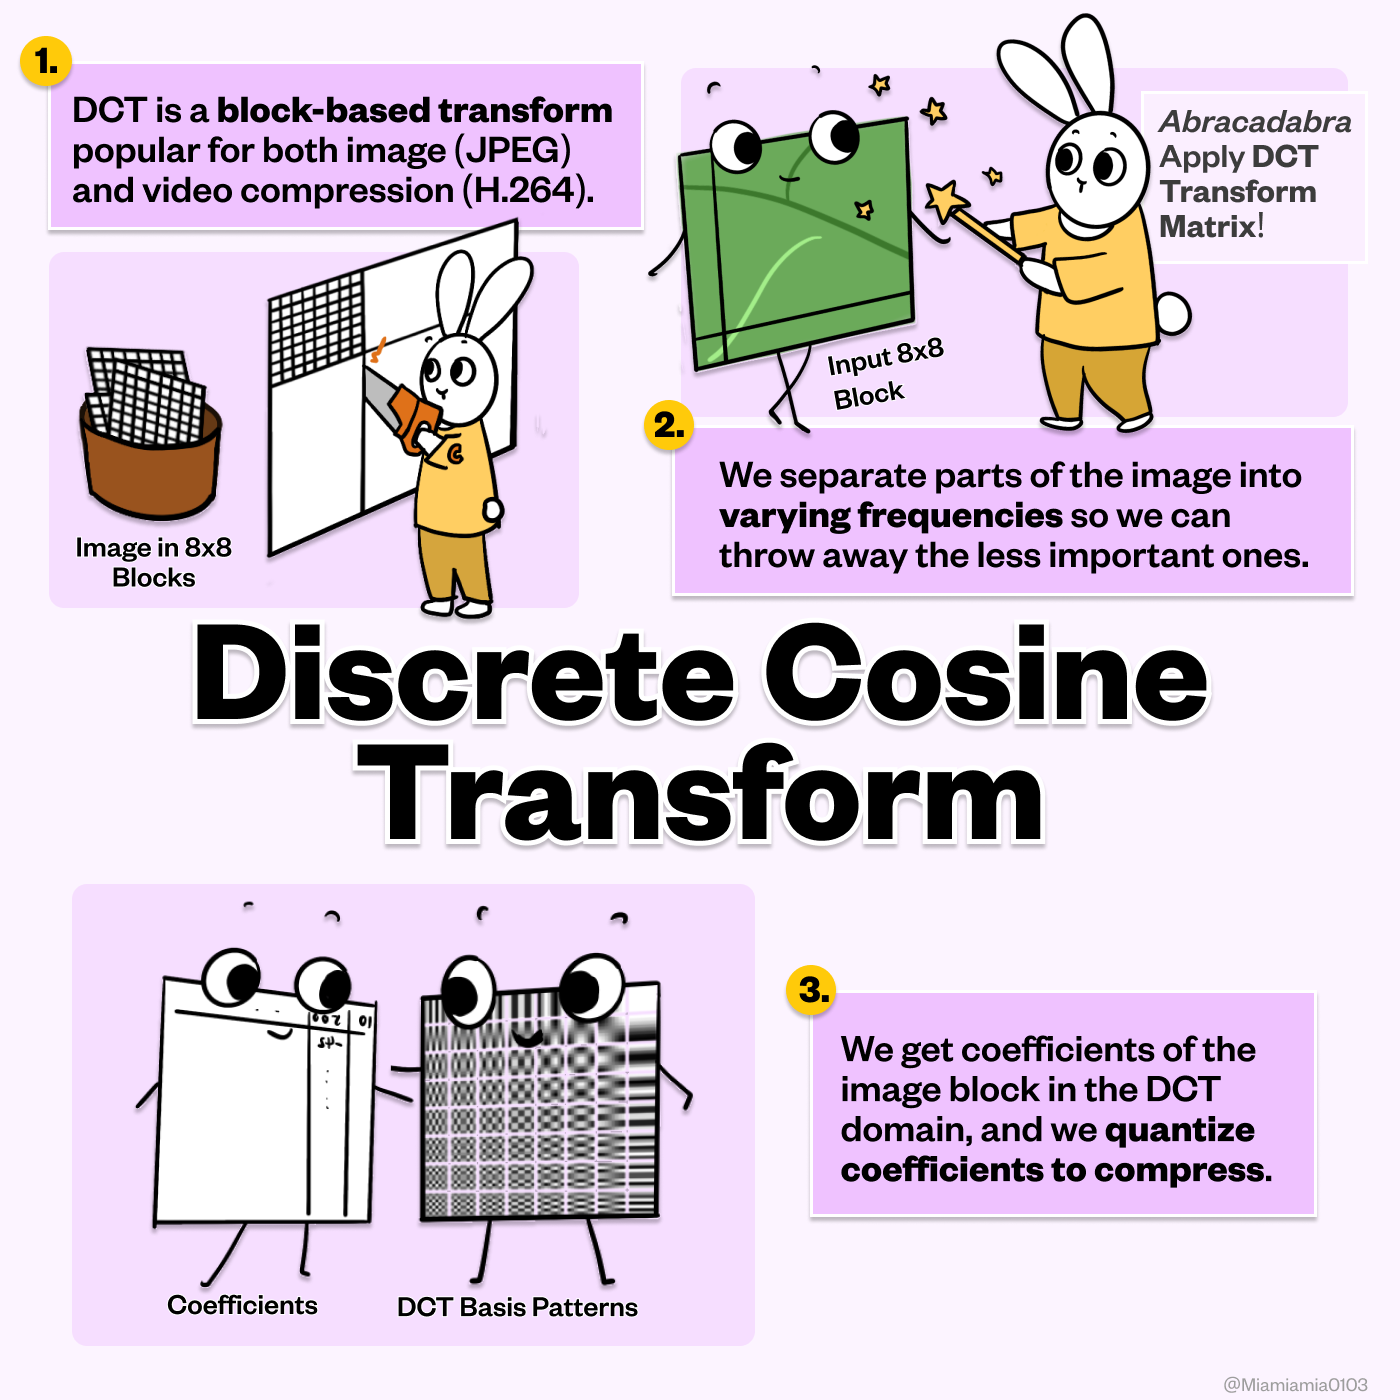 1.
DCT is a block-based transform
popular for both image (JPEG)
and video compression (H.264).
Image in 8x8
Blocks
C
Abracadabra
Apply DCT
Transform
Matrix!
Input 8x8
Block
2.
We separate parts of the image into
varying frequencies so we can
throw away the less important ones.
Discrete Cosine
Transform
Coefficients
DCT Basis Patterns
3.
We get coefficients of the
image block in the DCT
domain, and we quantize
coefficients to compress.
@Miamiamia0103